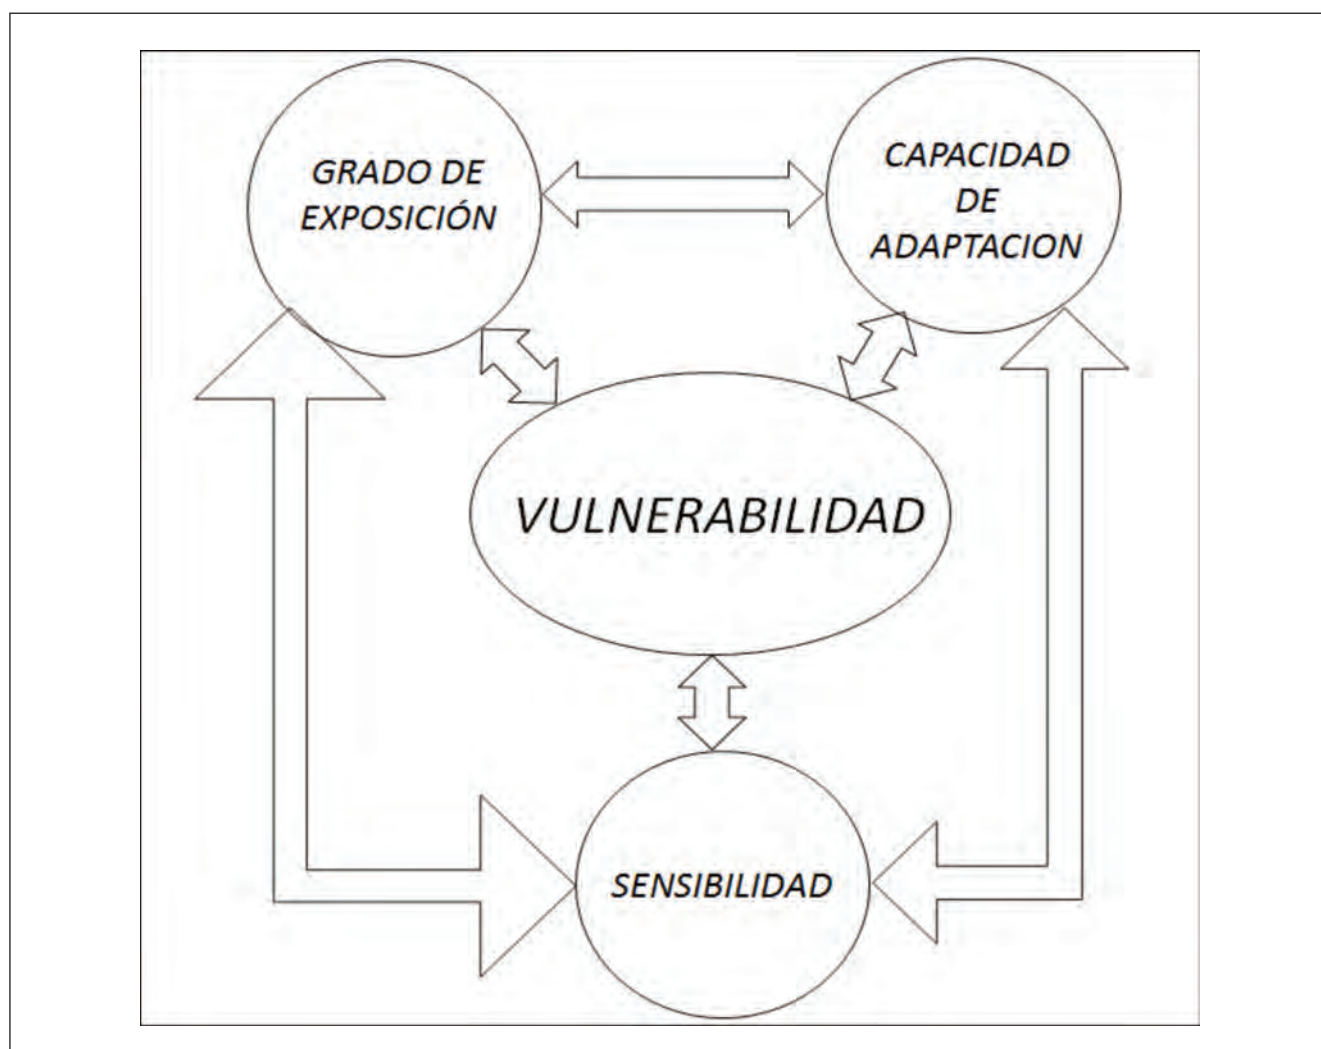 GRADO DE
EXPOSICIÓN
CAPACIDAD
DE
ADAPTACION
VULNERABILIDAD
SENSIBILIDAD